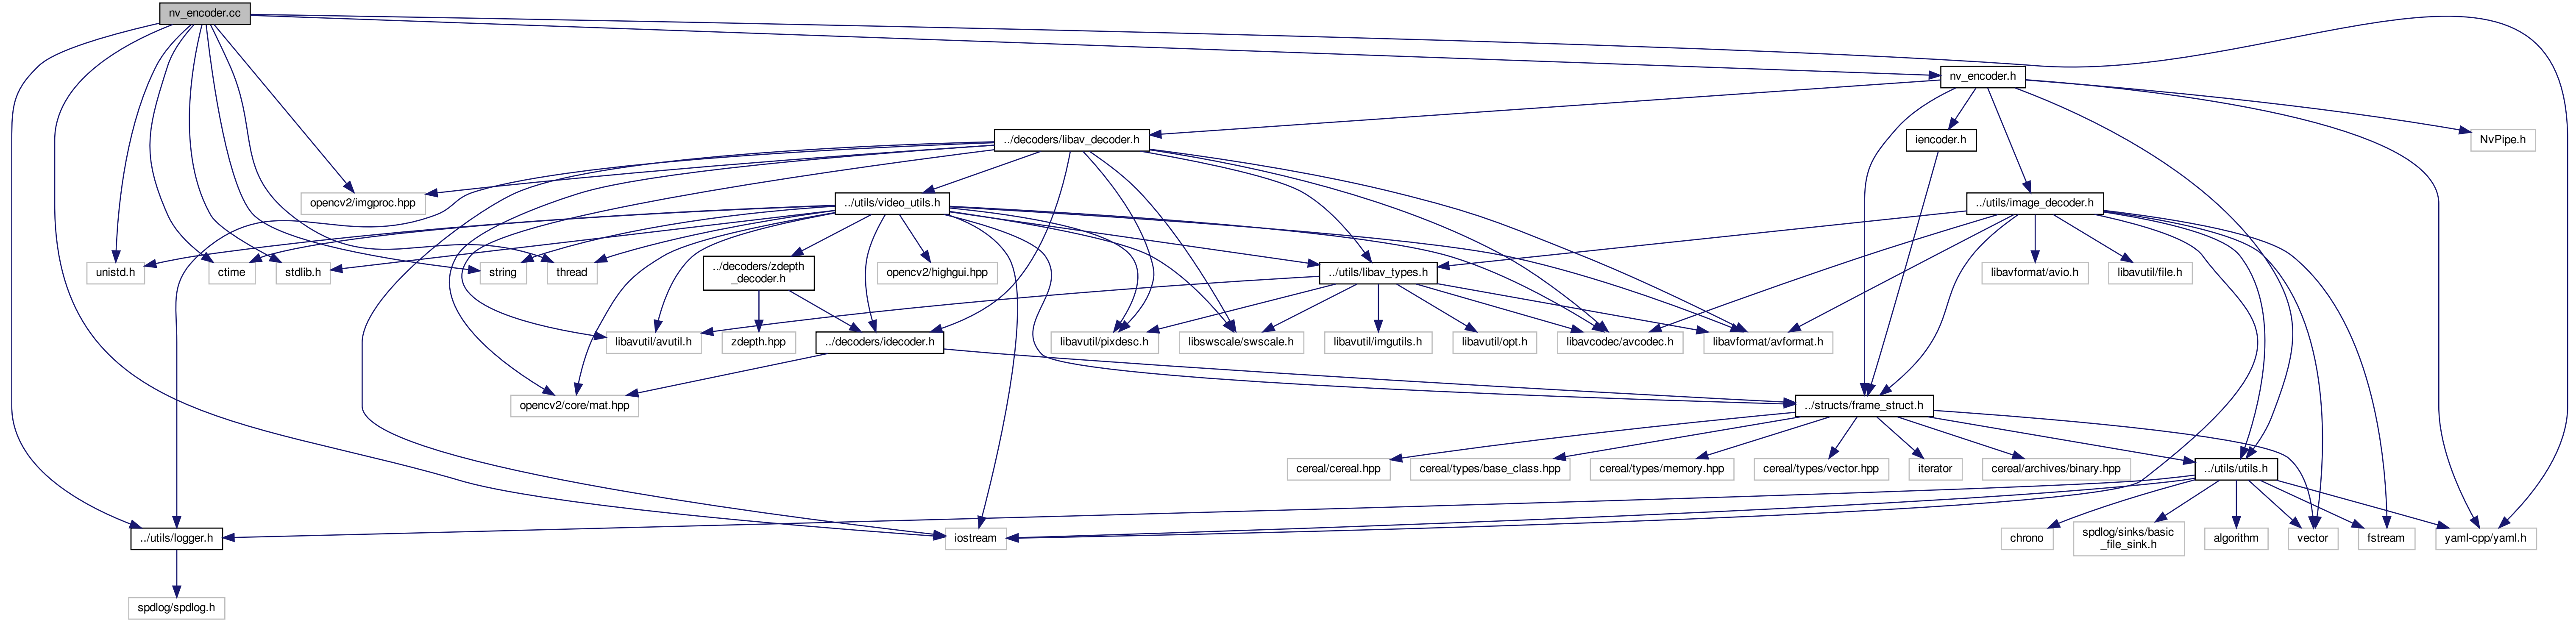 nv_encoder.cc
nv_encoder.h
../decoders/libav_decoder.h
iencoder.h
NvPipe.h
opencv2/imgproc.hpp
../utils/video_utils.h
../utils/image_decoder.h
unistd.h
ctime
stdlib.h
string
thread
../decoders/zdepth
_decoder.h
opencv2/highgui.hpp
../utils/libav_types.h
libavformat/avio.h
libavutil/file.h
libavutil/avutil.h
zdepth.hpp
../decoders/idecoder.h
libavutil/pixdesc.h
libswscale/swscale.h
libavutil/imgutils.h
libavutil/opt.h
libavcodec/avcodec.h
libavformat/avformat.h
opencv2/core/mat.hpp
../structs/frame_struct.h
cereal/cereal.hpp
cereal/types/base_class.hpp
cereal/types/memory.hpp
cereal/types/vector.hpp
iterator
cereal/archives/binary.hpp
../utils/utils.h
../utils/logger.h
iostream
chrono
spdlog/sinks/basic
_file_sink.h
algorithm
vector
fstream
yaml-cpp/yaml.h
spdlog/spdlog.h